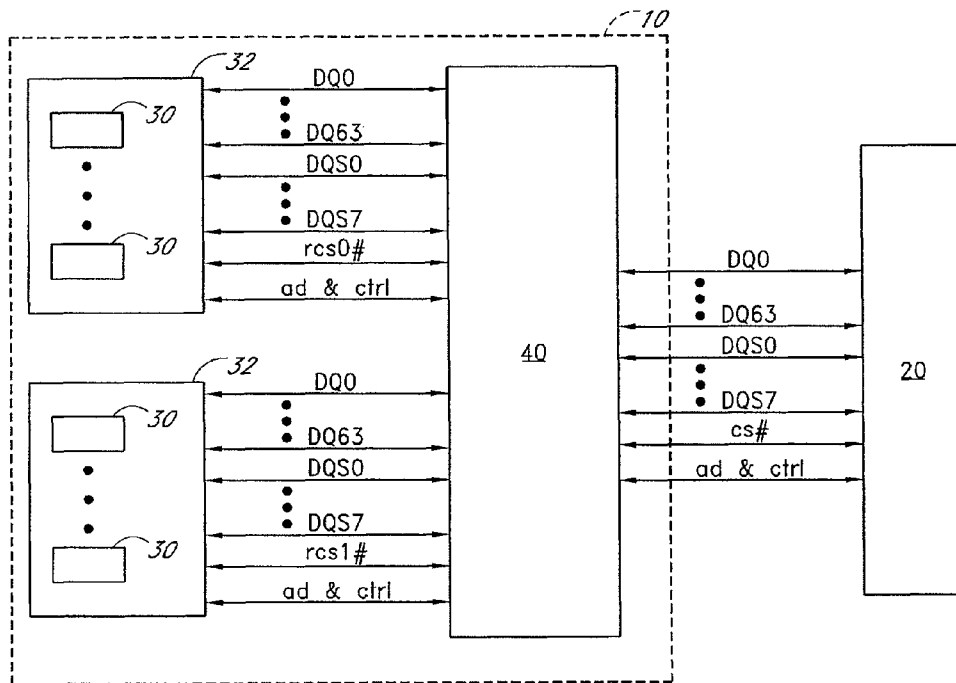 10
32
30
30
DQ0
DQ63
DQS0
DQS7
rcs0#
ad & ctrl
32
30
30
DQ0
DQ63
DQS0
DQS7
rcs1#
ad & ctrl
40
DQ0
DQ63
DQS0
DQS7
cs#
ad & ctrl
20